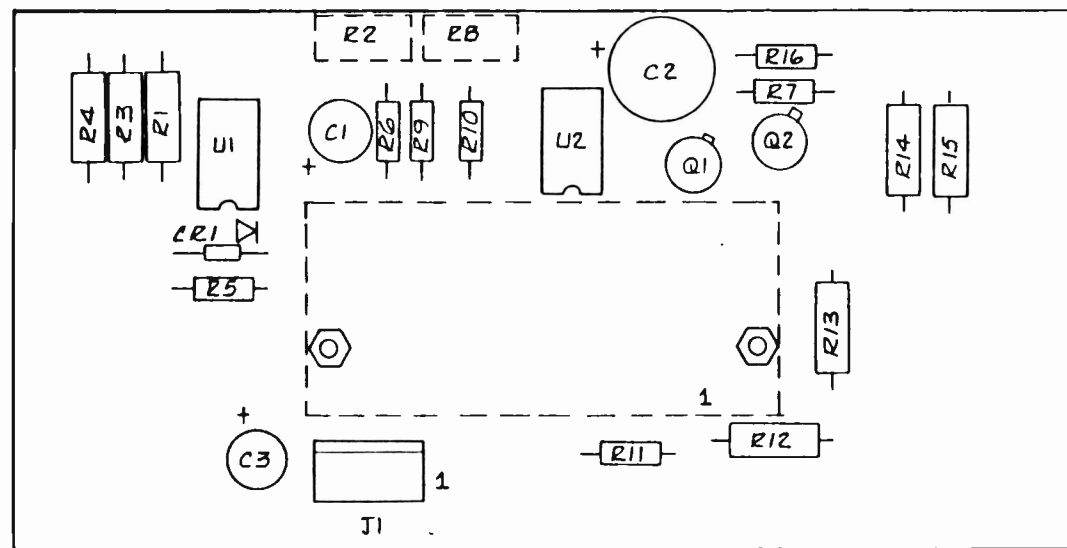 R2
R8
+
C2
R16
R7
R4
R3
R1
U1
C1
+
R6
R9
R10
U2
Q1
Q2
R14
R15
CR1
R5
R13
1
+
C3
1
J1
R11
R12